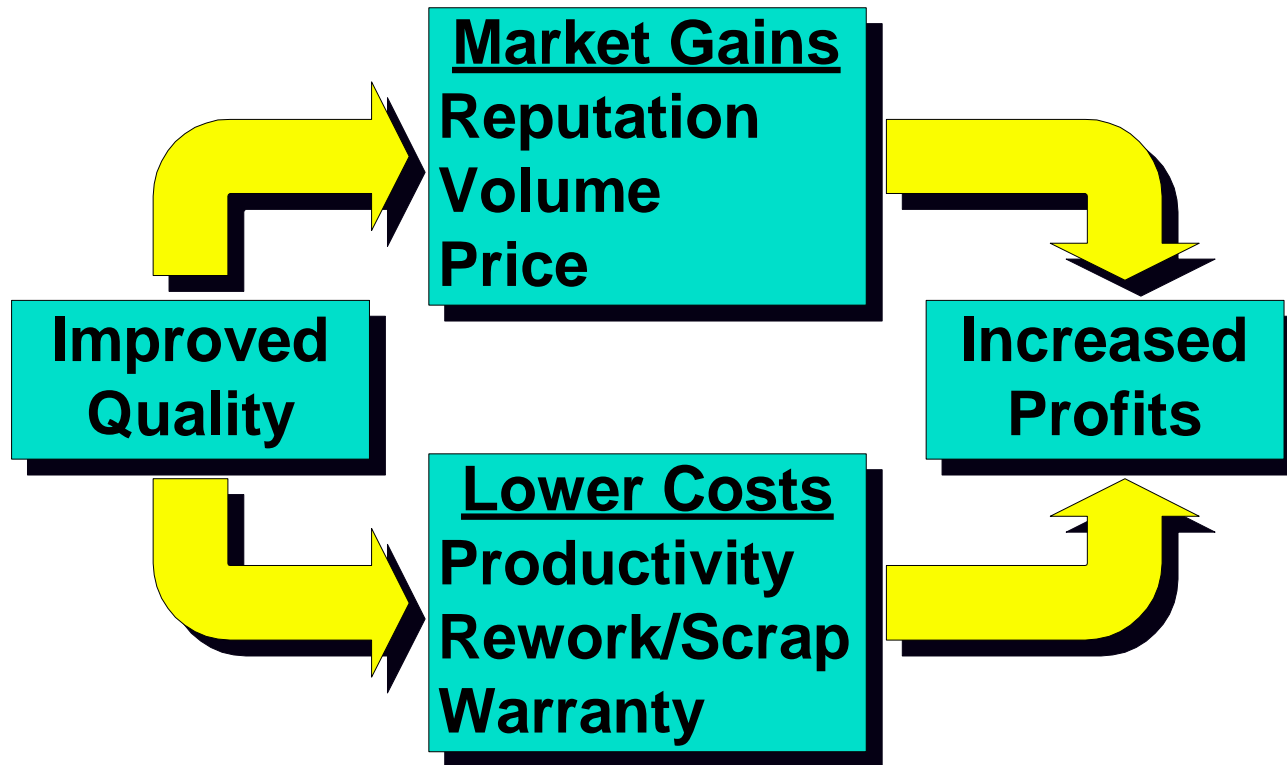 Market Gains
Reputation
Volume
Price
Improved
Quality
Increased
Profits
Lower Costs
Productivity
Rework/Scrap
Warranty